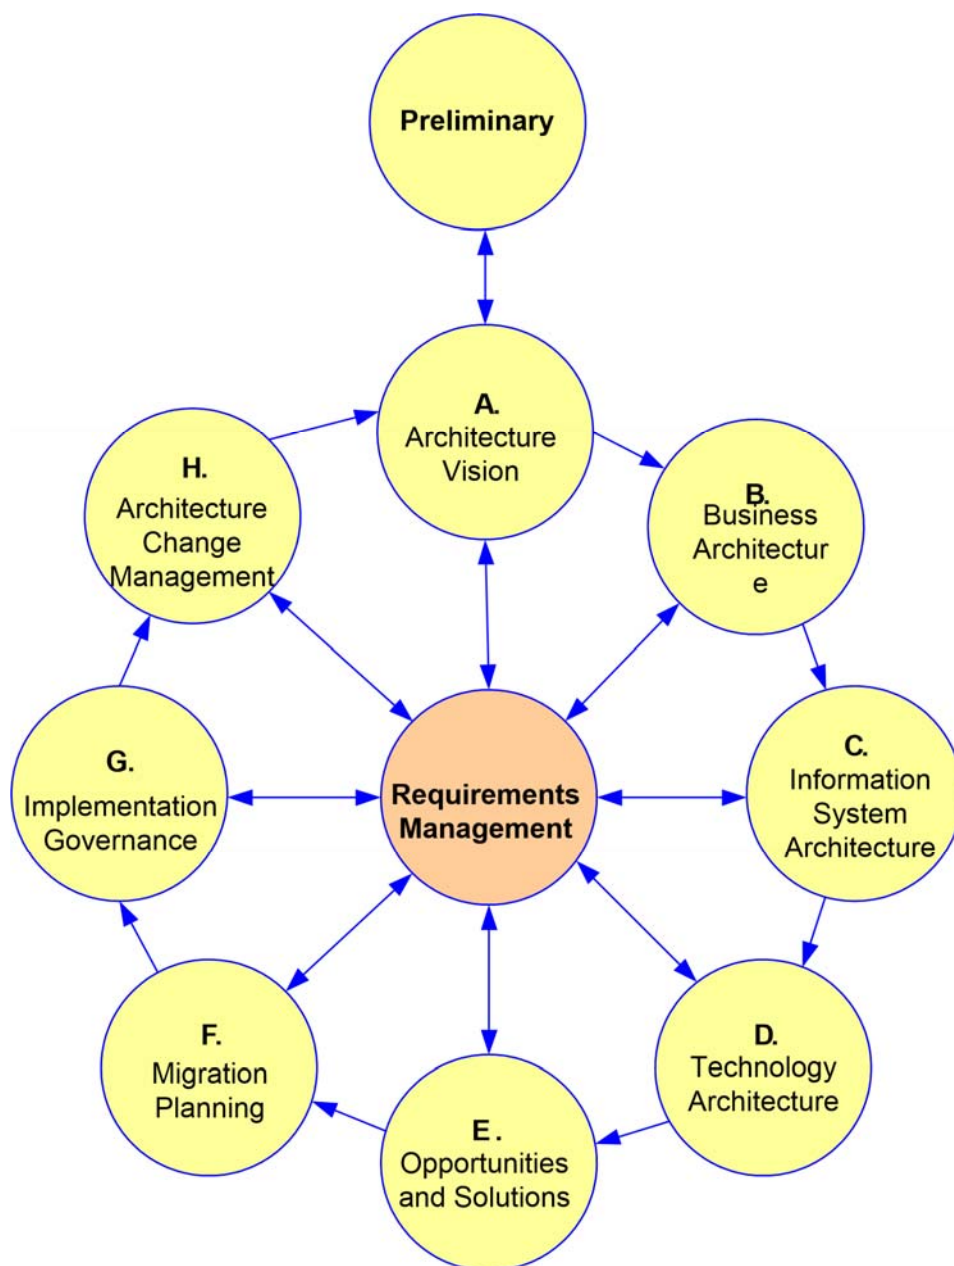 Preliminary
A.
Architecture
Vision
B.
Business
Architectur
e
C.
Information
System
Architecture
D.
Technology
Architecture
E.
Opportunities
and Solutions
F.
Migration
Planning
G.
Implementation
Governance
H.
Architecture
Change
Management
Requirements
Management